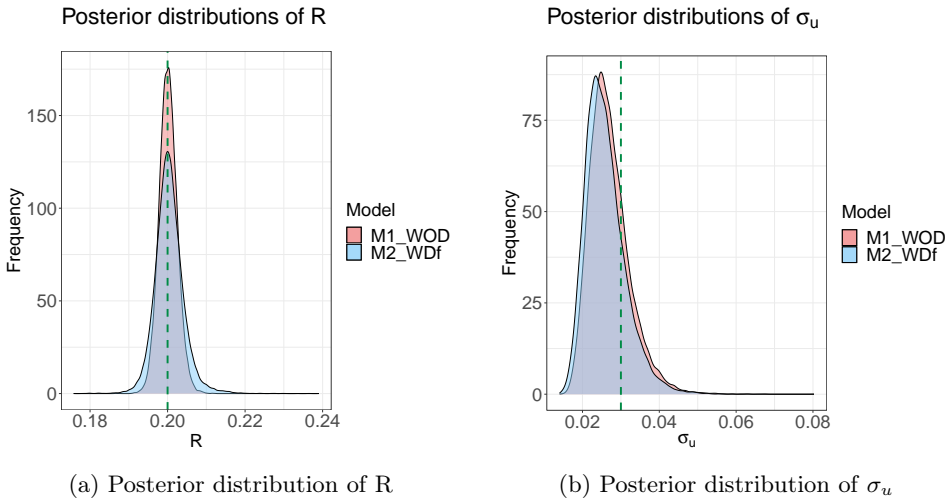 Posterior distributions of R
Frequency
150
100
50
0
0.18 0.20 0.22 0.24
R
Model
M1_WOD
M2_WDf
(a) Posterior distribution of R
Posterior distributions of σu
Frequency
75
50
25
0
0.02 0.04 0.06 0.08
σu
Model
M1_WOD
M2_WDf
(b) Posterior distribution of σu